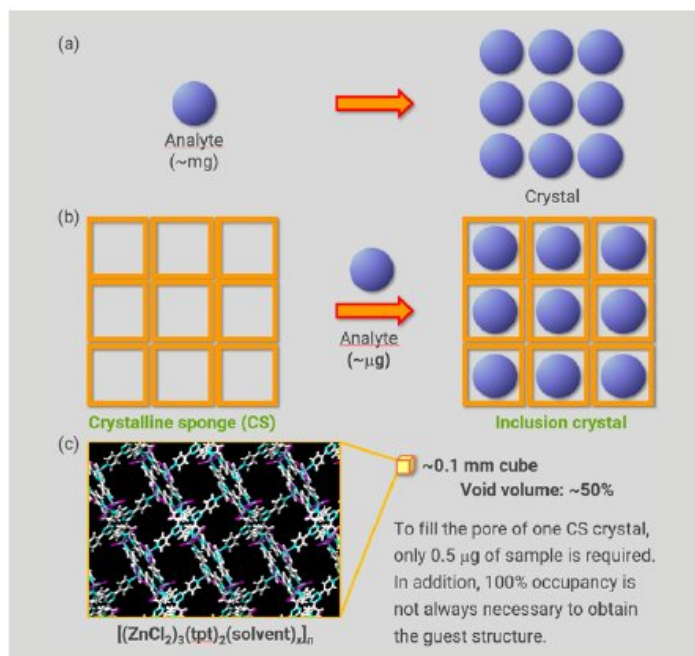 (a)
Analyte
(~mg)
Crystal
(b)
Analyte
(~μg)
Crystalline sponge (CS)
Inclusion crystal
(c)
~0.1 mm cube
Void volume: ~50%
To fill the pore of one CS crystal,
only 0.5 μg of sample is required.
In addition, 100% occupancy is
not always necessary to obtain
the guest structure.
[(ZnCl₂)₃(tpt)₂(solvent)ₓ]ₙ